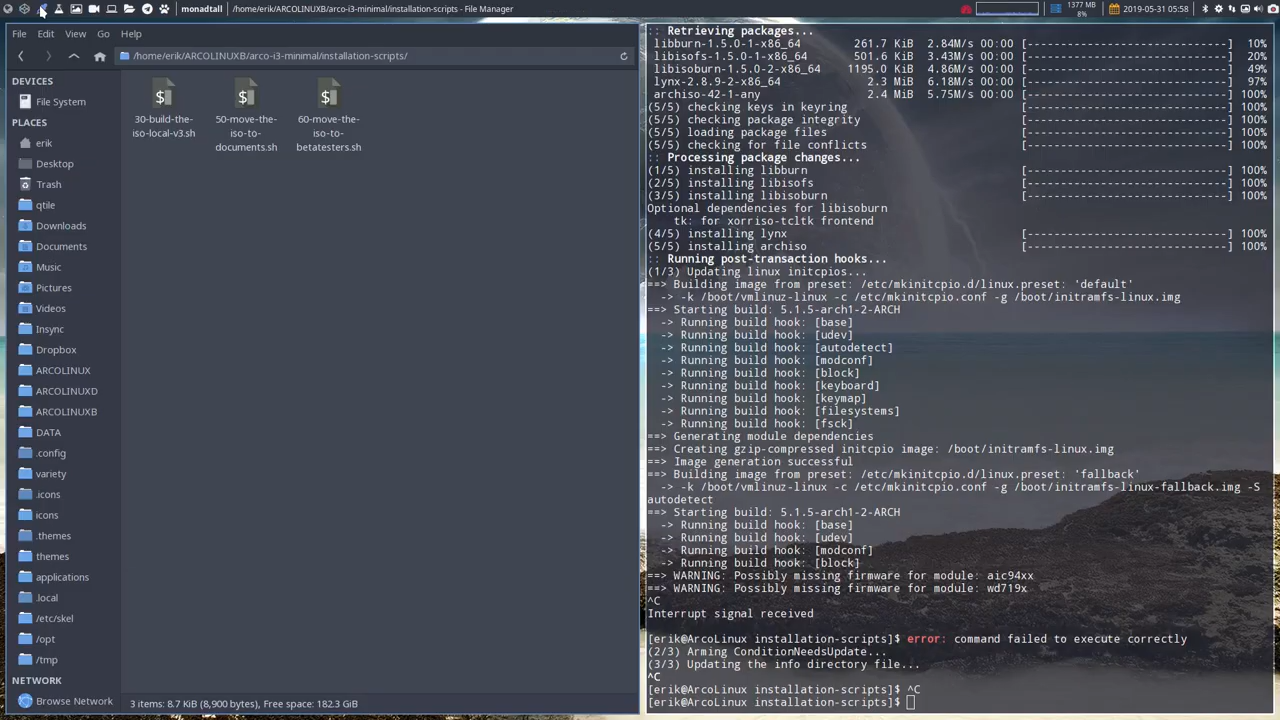 monadtall
/home/erik/ARCOLINUXB/arco-i3-minimal/installation-scripts - File Manager
1377 MB
8%
2019-05-31 05:58
File Edit View Go Help
/home/erik/ARCOLINUXB/arco-i3-minimal/installation-scripts/
DEVICES
File System
PLACES
erik
Desktop
Trash
qtile
Downloads
Documents
Music
Pictures
Videos
Insync
Dropbox
ARCOLINUX
ARCOLINUXD
ARCOLINUXB
DATA
.config
variety
.icons
icons
.themes
themes
applications
.local
/etc/skel
/opt
/tmp
NETWORK
Browse Network
30-build-the-
iso-local-v3.sh
50-move-the-
iso-to-
documents.sh
60-move-the-
iso-to-
betatesters.sh
3 items: 8.7 KiB (8,900 bytes), Free space: 182.3 GiB
:: Retrieving packages...
libburn-1.5.0-1-x86_64 261.7 KiB 2.84M/s 00:00 [------------------------------] 10%
libisofs-1.5.0-1-x86_64 501.6 KiB 3.43M/s 00:00 [------------------------------] 20%
libisoburn-1.5.0-2-x86_64 1195.0 KiB 4.86M/s 00:00 [------------------------------] 49%
lynx-2.8.9-2-x86_64 2.3 MiB 6.18M/s 00:00 [------------------------------] 97%
archiso-42-1-any 2.4 MiB 5.75M/s 00:00 [------------------------------] 100%
(5/5) checking keys in keyring [------------------------------] 100%
(5/5) checking package integrity [------------------------------] 100%
(5/5) loading package files [------------------------------] 100%
(5/5) checking for file conflicts [------------------------------] 100%
:: Processing package changes...
(1/5) installing libburn [------------------------------] 100%
(2/5) installing libisofs [------------------------------] 100%
(3/5) installing libisoburn [------------------------------] 100%
Optional dependencies for libisoburn
tk: for xorriso-tcltk frontend
(4/5) installing lynx [------------------------------] 100%
(5/5) installing archiso [------------------------------] 100%
:: Running post-transaction hooks...
(1/3) Updating linux initcpios...
==> Building image from preset: /etc/mkinitcpio.d/linux.preset: 'default'
-> -k /boot/vmlinuz-linux -c /etc/mkinitcpio.conf -g /boot/initramfs-linux.img
==> Starting build: 5.1.5-arch1-2-ARCH
-> Running build hook: [base]
-> Running build hook: [udev]
-> Running build hook: [autodetect]
-> Running build hook: [modconf]
-> Running build hook: [block]
-> Running build hook: [keyboard]
-> Running build hook: [keymap]
-> Running build hook: [filesystems]
-> Running build hook: [fsck]
==> Generating module dependencies
==> Creating gzip-compressed initcpio image: /boot/initramfs-linux.img
==> Image generation successful
==> Building image from preset: /etc/mkinitcpio.d/linux.preset: 'fallback'
-> -k /boot/vmlinuz-linux -c /etc/mkinitcpio.conf -g /boot/initramfs-linux-fallback.img -S
autodetect
==> Starting build: 5.1.5-arch1-2-ARCH
-> Running build hook: [base]
-> Running build hook: [udev]
-> Running build hook: [modconf]
-> Running build hook: [block]
==> WARNING: Possibly missing firmware for module: aic94xx
==> WARNING: Possibly missing firmware for module: wd719x
^C
Interrupt signal received
[erik@ArcoLinux installation-scripts]$ error: command failed to execute correctly
(2/3) Arming ConditionNeedsUpdate...
(3/3) Updating the info directory file...
^C
[erik@ArcoLinux installation-scripts]$ ^C
[erik@ArcoLinux installation-scripts]$